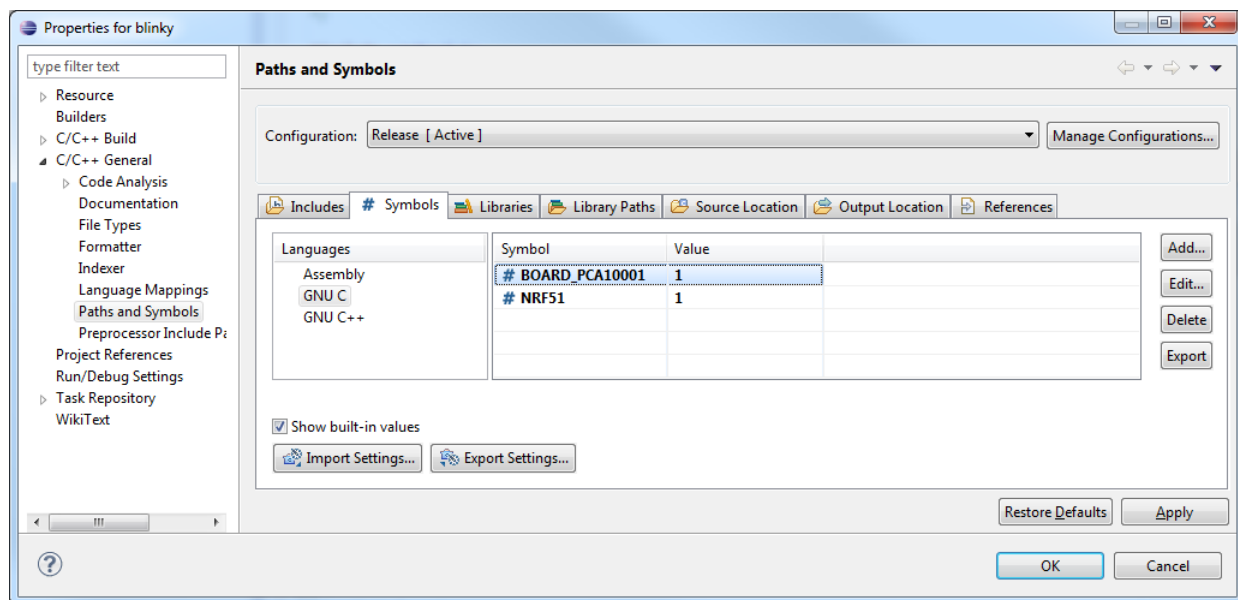 Properties for blinky
type filter text
Resource
Builders
C/C++ Build
C/C++ General
Code Analysis
Documentation
File Types
Formatter
Indexer
Language Mappings
Paths and Symbols
Preprocessor Include Pa
Project References
Run/Debug Settings
Task Repository
WikiText
Paths and Symbols
Configuration: Release [ Active ] Manage Configurations...
Includes # Symbols Libraries Library Paths Source Location Output Location References
Languages
Assembly
GNU C
GNU C++
Symbol Value
# BOARD_PCA10001 1
# NRF51 1
Add...
Edit...
Delete
Export
Show built-in values
Import Settings... Export Settings...
Restore Defaults Apply
OK Cancel